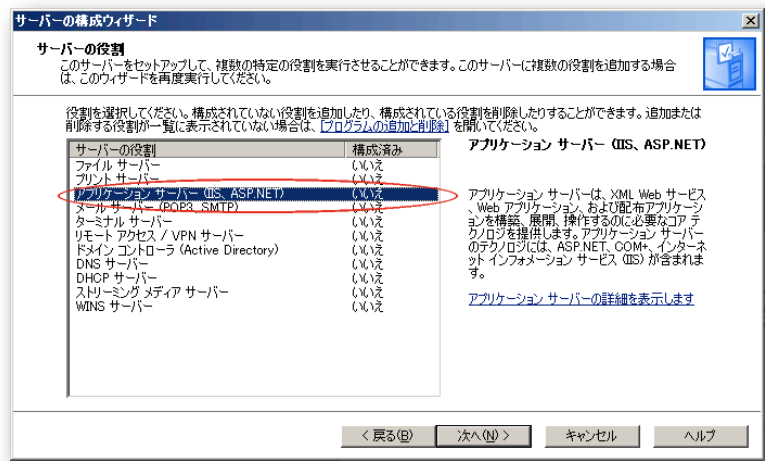 サーバーの構成ウィザード
サーバーの役割
このサーバーをセットアップして、複数の特定の役割を実行させることができます。このサーバーに複数の役割を追加する場合
は、このウィザードを再度実行してください。
役割を選択してください。構成されていない役割を追加したり、構成されている役割を削除したりすることができます。追加または
削除する役割が一覧に表示されていない場合は、[プログラムの追加と削除] を開いてください。
サーバーの役割 構成済み
ファイル サーバー いいえ
プリント サーバー いいえ
アプリケーション サーバー (IIS、ASP.NET) いいえ
メール サーバー (POP3、SMTP) いいえ
ターミナル サーバー いいえ
リモート アクセス / VPN サーバー いいえ
ドメイン コントローラ (Active Directory) いいえ
DNS サーバー いいえ
DHCP サーバー いいえ
ストリーミング メディア サーバー いいえ
WINS サーバー いいえ
アプリケーション サーバー (IIS、ASP.NET)
アプリケーション サーバーは、XML Web サービス
、Web アプリケーション、および配布アプリケーシ
ョンを構築、展開、操作するのに必要なコア テ
クノロジを提供します。アプリケーション サーバー
のテクノロジには、ASP.NET、COM+、インターネ
ット インフォメーション サービス (IIS) が含まれま
す。
アプリケーション サーバーの詳細を表示します
< 戻る(B) 次へ(N) > キャンセル ヘルプ